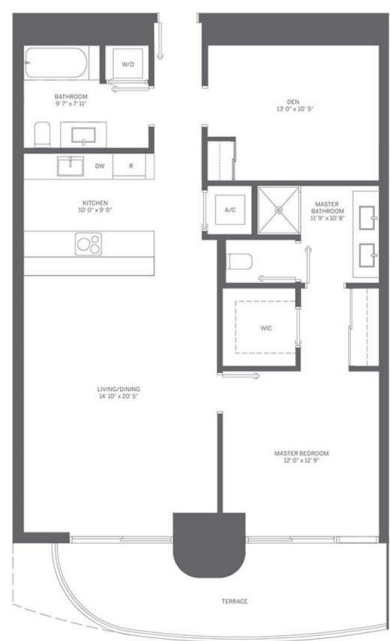 W/D
BATHROOM
9' 7" x 7' 11"
DEN
13' 0" x 10' 5"
DW
R
KITCHEN
10' 0" x 9' 0"
A/C
MASTER
BATHROOM
11' 9" x 10' 8"
WIC
LIVING/DINING
14' 10" x 20' 5"
MASTER BEDROOM
12' 0" x 12' 9"
TERRACE